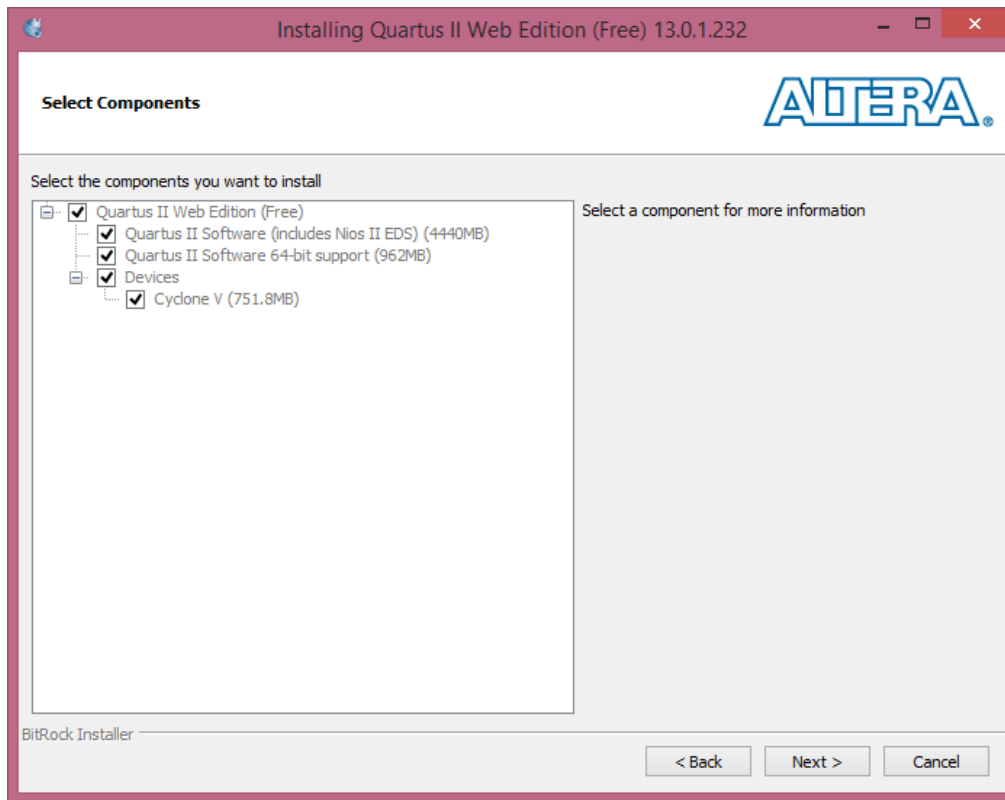 Installing Quartus II Web Edition (Free) 13.0.1.232
Select Components
ALTERA®
Select the components you want to install
Quartus II Web Edition (Free)
Select a component for more information
Quartus II Software (includes Nios II EDS) (4440MB)
Quartus II Software 64-bit support (962MB)
Devices
Cyclone V (751.8MB)
BitRock Installer
< Back
Next >
Cancel